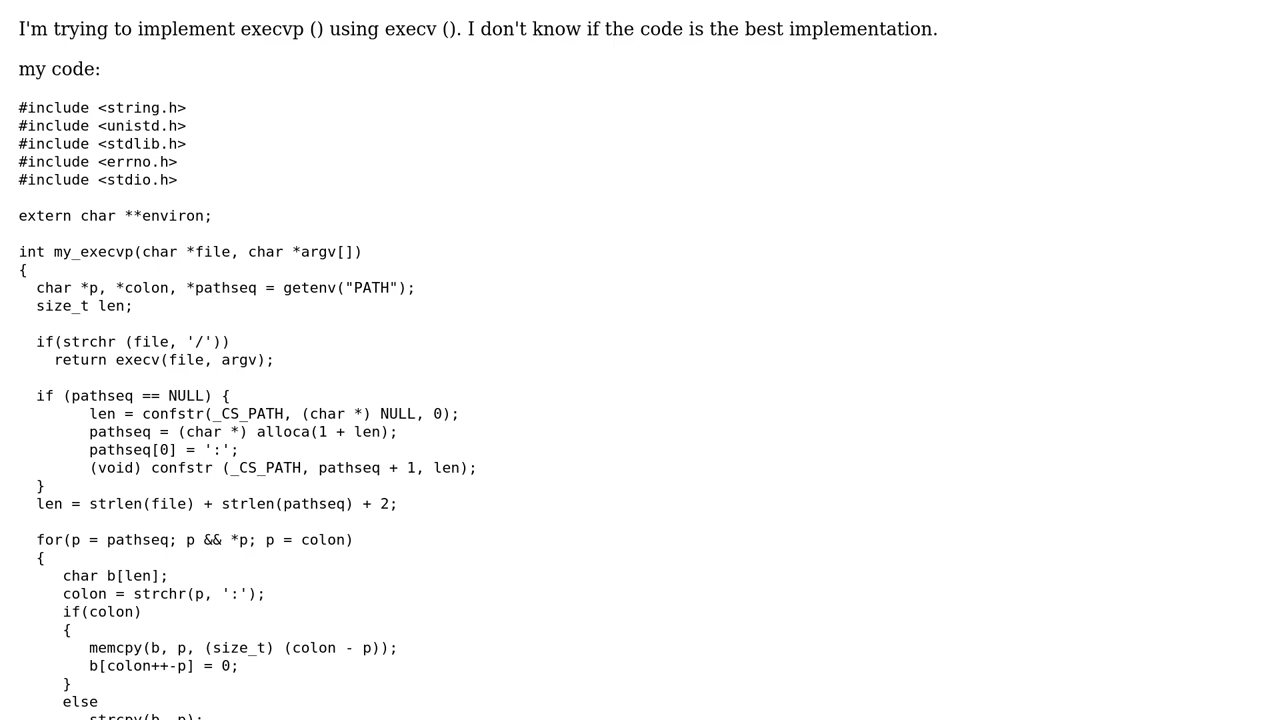 I'm trying to implement execvp () using execv (). I don't know if the code is the best implementation.
my code:
#include <string.h>
#include <unistd.h>
#include <stdlib.h>
#include <errno.h>
#include <stdio.h>
extern char **environ;
int my_execvp(char *file, char *argv[])
{
  char *p, *colon, *pathseq = getenv("PATH");
  size_t len;
  if(strchr (file, '/'))
    return execv(file, argv);
  if (pathseq == NULL) {
        len = confstr(_CS_PATH, (char *) NULL, 0);
        pathseq = (char *) alloca(1 + len);
        pathseq[0] = ':';
        (void) confstr (_CS_PATH, pathseq + 1, len);
  }
  len = strlen(file) + strlen(pathseq) + 2;
  for(p = pathseq; p && *p; p = colon)
  {
     char b[len];
     colon = strchr(p, ':');
     if(colon)
     {
        memcpy(b, p, (size_t) (colon - p));
        b[colon++-p] = 0;
     }
     else
        strcpy(b, p);